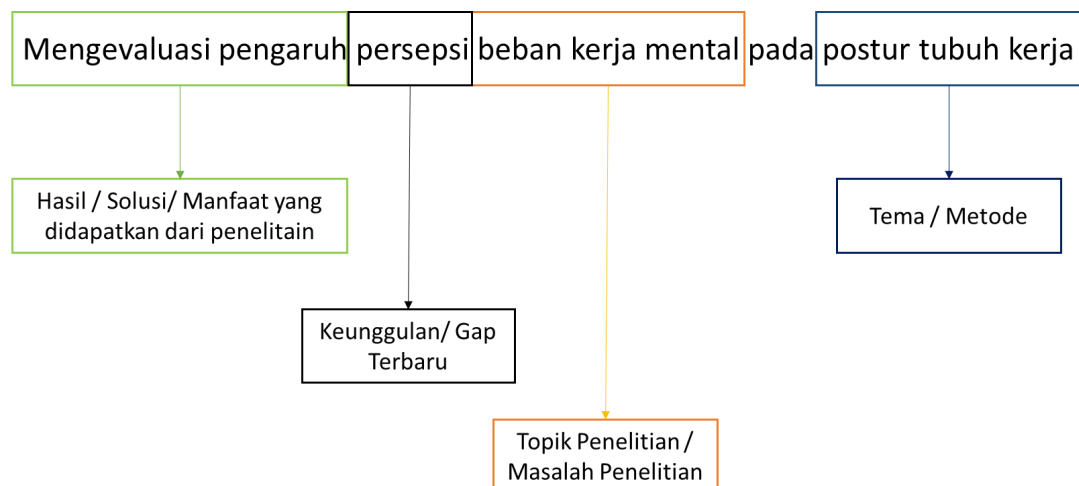 Mengevaluasi pengaruh persepsi beban kerja mental pada postur tubuh kerja
Hasil / Solusi/ Manfaat yang
didapatkan dari penelitain
Tema / Metode
Keunggulan/ Gap
Terbaru
Topik Penelitian /
Masalah Penelitian